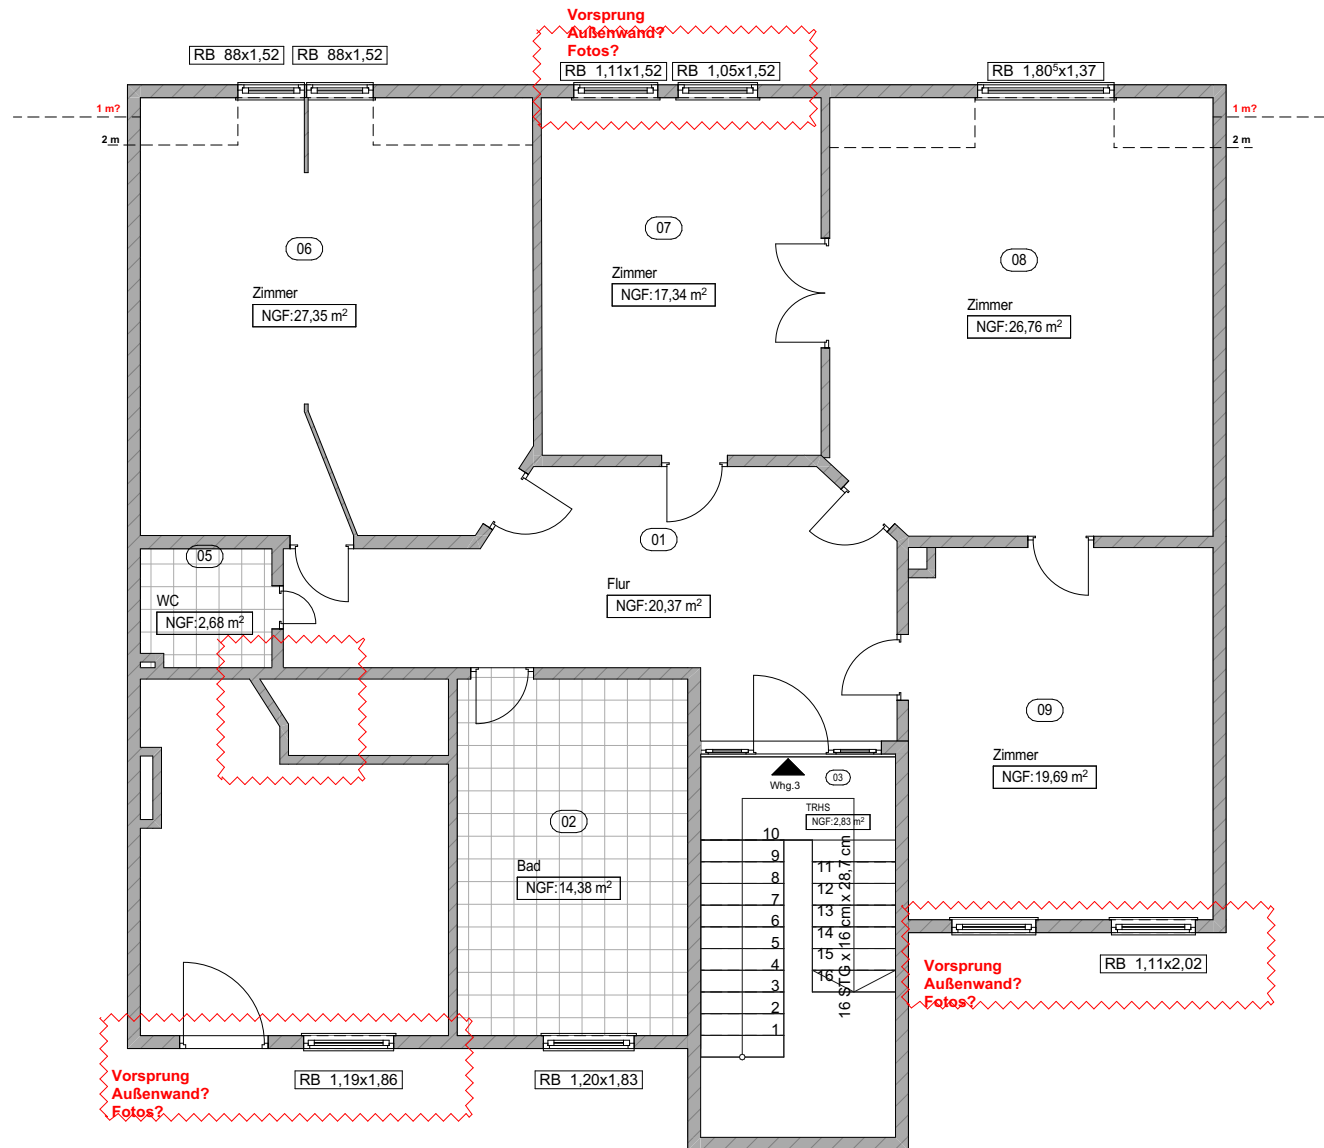 Vorsprung
Außenwand?
Fotos?
RB 88x1,52
RB 88x1,52
RB 1,11x1,52
RB 1,05x1,52
RB 1,80⁵x1,37
1 m?
2 m
1 m?
2 m
06
Zimmer
NGF:27,35 m²
07
Zimmer
NGF:17,34 m²
08
Zimmer
NGF:26,76 m²
05
WC
NGF:2,68 m²
01
Flur
NGF:20,37 m²
09
Zimmer
NGF:19,69 m²
Whg.3
03
TRHS
NGF:2,83 m²
02
Bad
NGF:14,38 m²
10
9
8
7
6
5
4
3
2
1
11
12
13
14
15
16
16 STG x 16 cm x 28,7 cm
Vorsprung
Außenwand?
Fotos?
RB 1,11x2,02
Vorsprung
Außenwand?
Fotos?
RB 1,19x1,86
RB 1,20x1,83